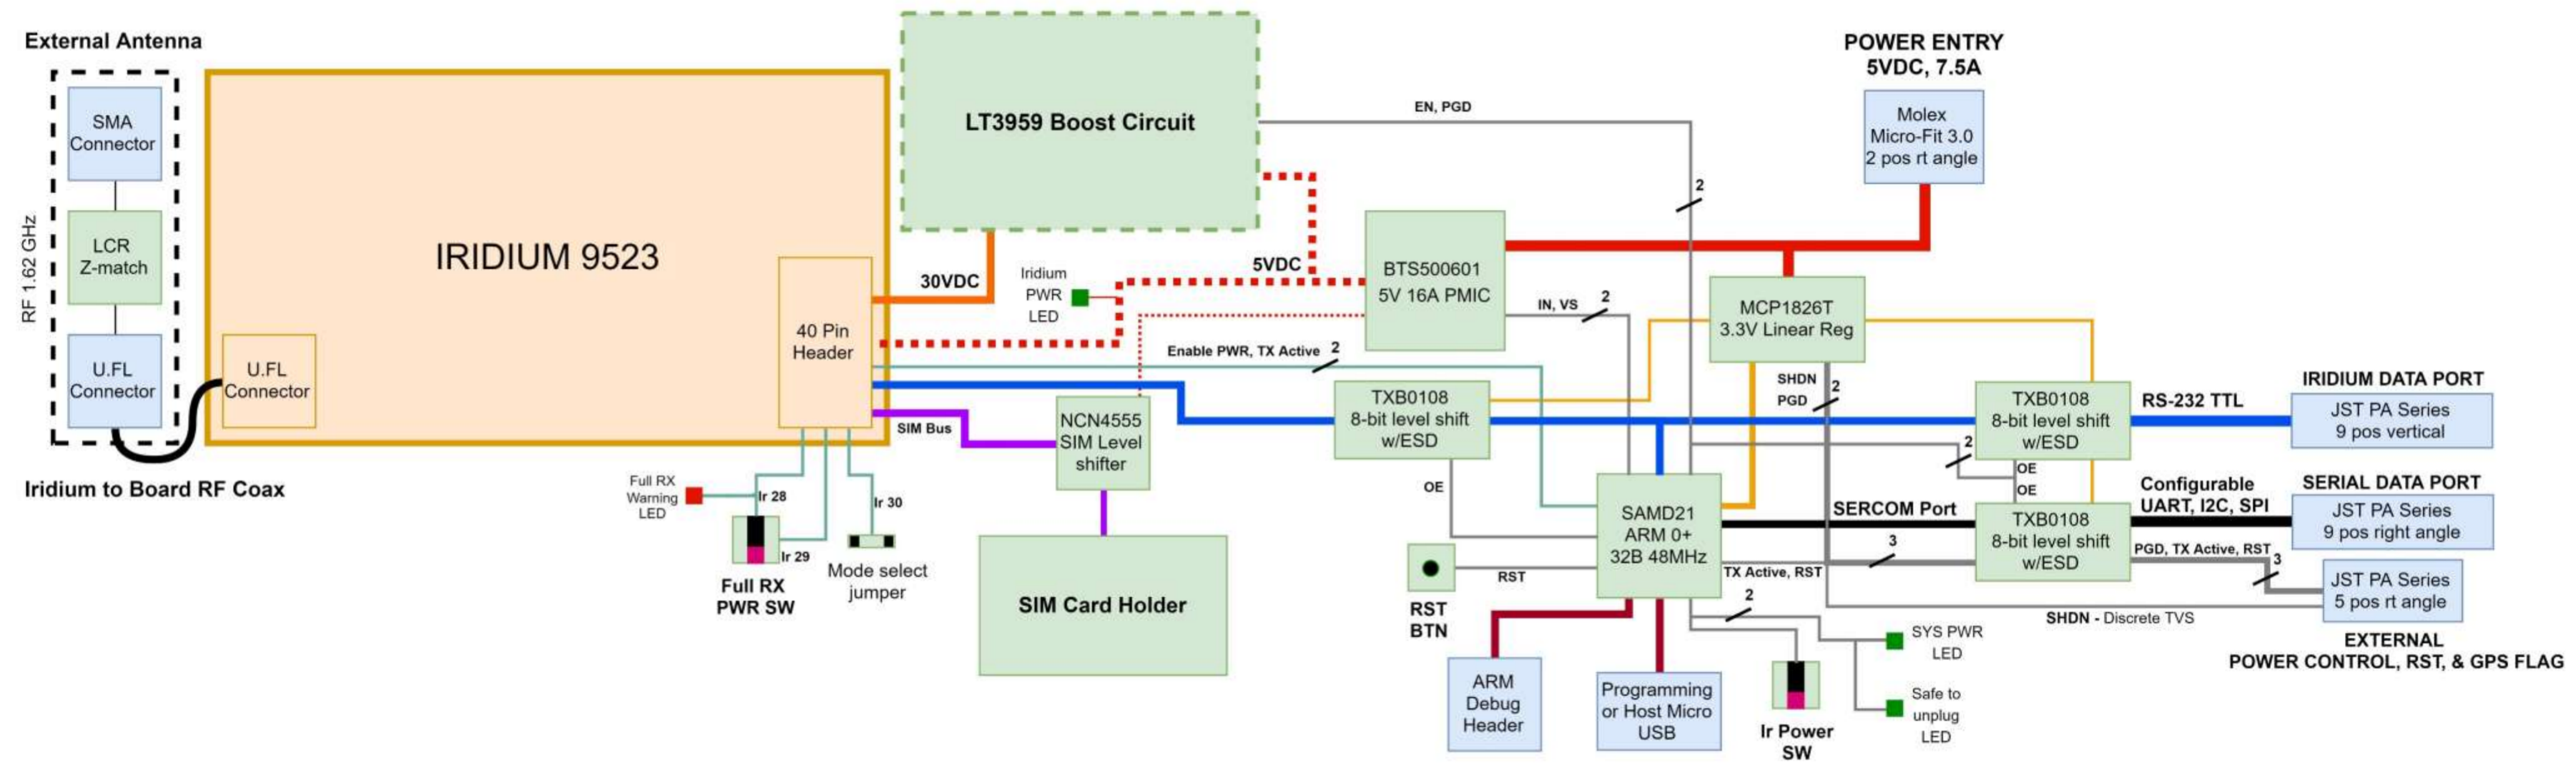 External Antenna
SMA
Connector
LCR
Z-match
U.FL
Connector
RF 1.62 GHz
Iridium to Board RF Coax
IRIDIUM 9523
U.FL
Connector
40 Pin
Header
LT3959 Boost Circuit
30VDC
5VDC
Iridium
PWR
LED
Enable PWR, TX Active
2
SIM Bus
NCN4555
SIM Level
shifter
SIM Card Holder
Full RX
Warning
LED
Ir 28
Ir 29
Ir 30
Full RX
PWR SW
Mode select
jumper
EN, PGD
2
BTS500601
5V 16A PMIC
IN, VS
2
POWER ENTRY
5VDC, 7.5A
Molex
Micro-Fit 3.0
2 pos rt angle
MCP1826T
3.3V Linear Reg
SHDN
PGD
2
TXB0108
8-bit level shift
w/ESD
OE
SAMD21
ARM 0+
32B 48MHz
RST
RST
BTN
ARM
Debug
Header
Programming
or Host Micro
USB
TX Active, RST
2
Ir Power
SW
SYS PWR
LED
Safe to
unplug
LED
SERCOM Port
3
TXB0108
8-bit level shift
w/ESD
2
OE
OE
TXB0108
8-bit level shift
w/ESD
RS-232 TTL
IRIDIUM DATA PORT
JST PA Series
9 pos vertical
Configurable
UART, I2C, SPI
SERIAL DATA PORT
JST PA Series
9 pos right angle
PGD, TX Active, RST
3
JST PA Series
5 pos rt angle
SHDN - Discrete TVS
EXTERNAL
POWER CONTROL, RST, & GPS FLAG